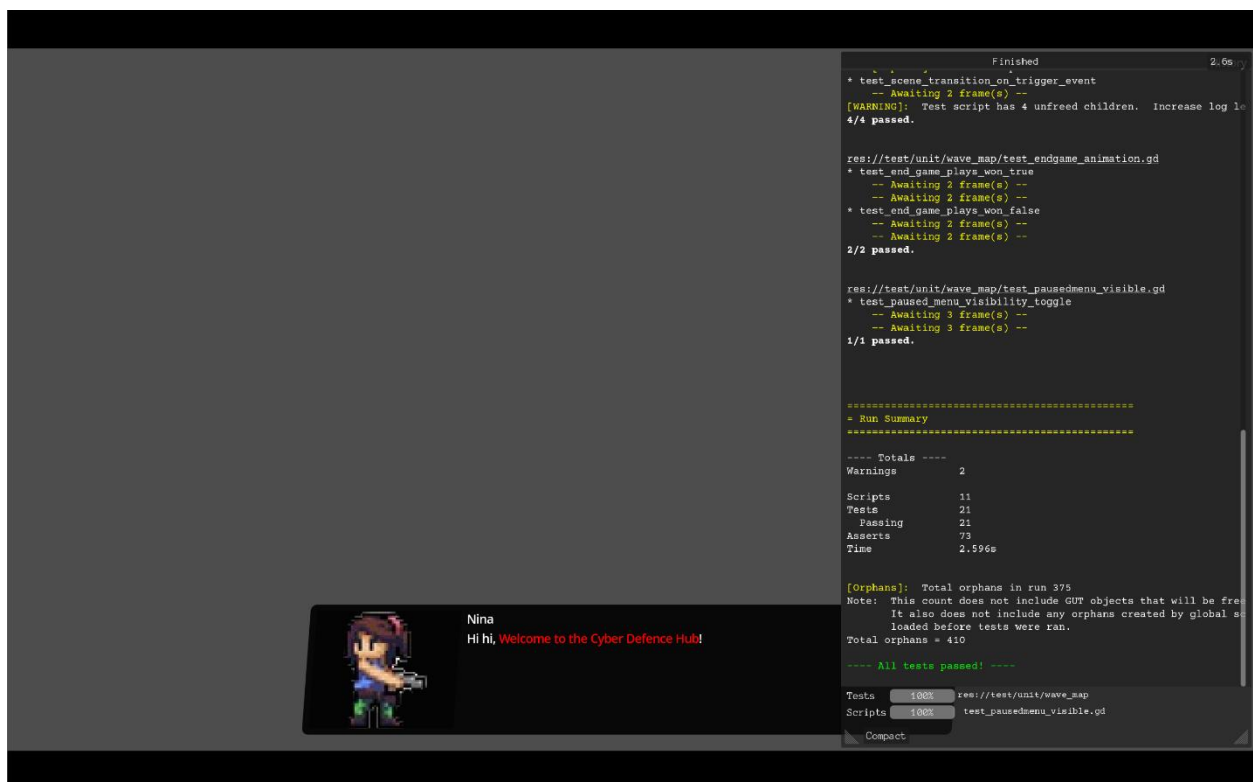 Finished 2.6s
* test_scene_transition_on_trigger_event
-- Awaiting 2 frame(s) --
[WARNING]: Test script has 4 unfreed children. Increase log le
4/4 passed.
res://test/unit/wave_map/test_endgame_animation.gd
* test_end_game_plays_won_true
-- Awaiting 2 frame(s) --
-- Awaiting 2 frame(s) --
* test_end_game_plays_won_false
-- Awaiting 2 frame(s) --
-- Awaiting 2 frame(s) --
2/2 passed.
res://test/unit/wave_map/test_pausedmenu_visible.gd
* test_paused_menu_visibility_toggle
-- Awaiting 3 frame(s) --
-- Awaiting 3 frame(s) --
1/1 passed.
==============================================
= Run Summary
==============================================
---- Totals ----
Warnings 2
Scripts 11
Tests 21
Passing 21
Asserts 73
Time 2.596s
[Orphans]: Total orphans in run 375
Note: This count does not include GUT objects that will be free
It also does not include any orphans created by global sc
loaded before tests were ran.
Total orphans = 410
---- All tests passed! ----
Tests 100% res://test/unit/wave_map
Scripts 100% test_pausedmenu_visible.gd
Compact
Nina
Hi hi, Welcome to the Cyber Defence Hub!